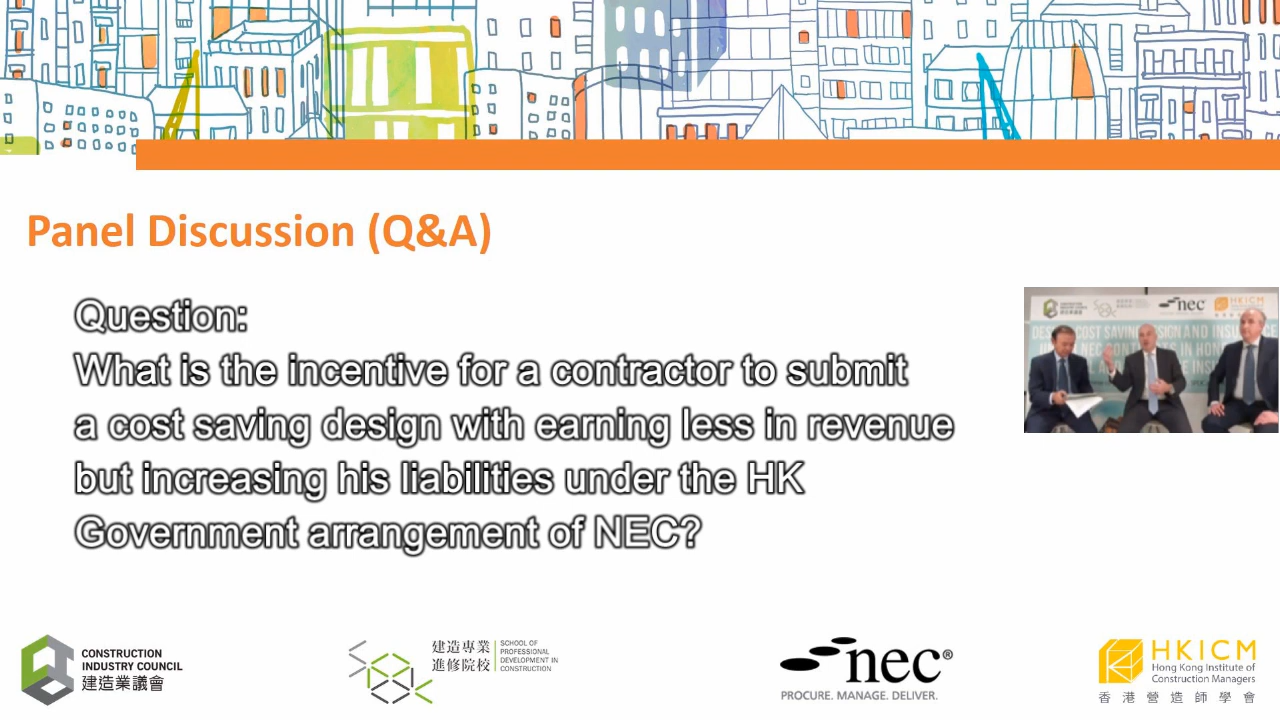 Panel Discussion (Q&A)
Question:
What is the incentive for a contractor to submit
a cost saving design with earning less in revenue
but increasing his liabilities under the HK
Government arrangement of NEC?
nec
HKICM
CONSTRUCTION
INDUSTRY COUNCIL
建造業議會
建造專業
進修院校
SCHOOL OF
PROFESSIONAL
DEVELOPMENT IN
CONSTRUCTION
nec®
PROCURE. MANAGE. DELIVER.
HKICM
Hong Kong Institute of
Construction Managers
香港營造師學會